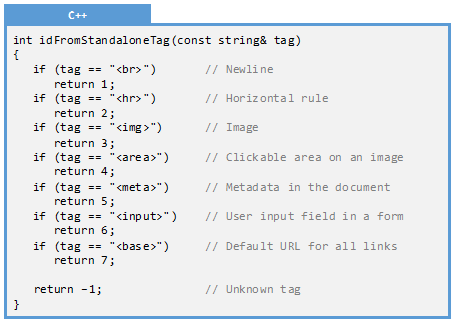 C++
int idFromStandaloneTag(const string& tag)
{
   if (tag == "<br>")       // Newline
      return 1;
   if (tag == "<hr>")       // Horizontal rule
      return 2;
   if (tag == "<img>")      // Image
      return 3;
   if (tag == "<area>")     // Clickable area on an image
      return 4;
   if (tag == "<meta>")     // Metadata in the document
      return 5;
   if (tag == "<input>")    // User input field in a form
      return 6;
   if (tag == "<base>")     // Default URL for all links
      return 7;

   return -1;               // Unknown tag
}